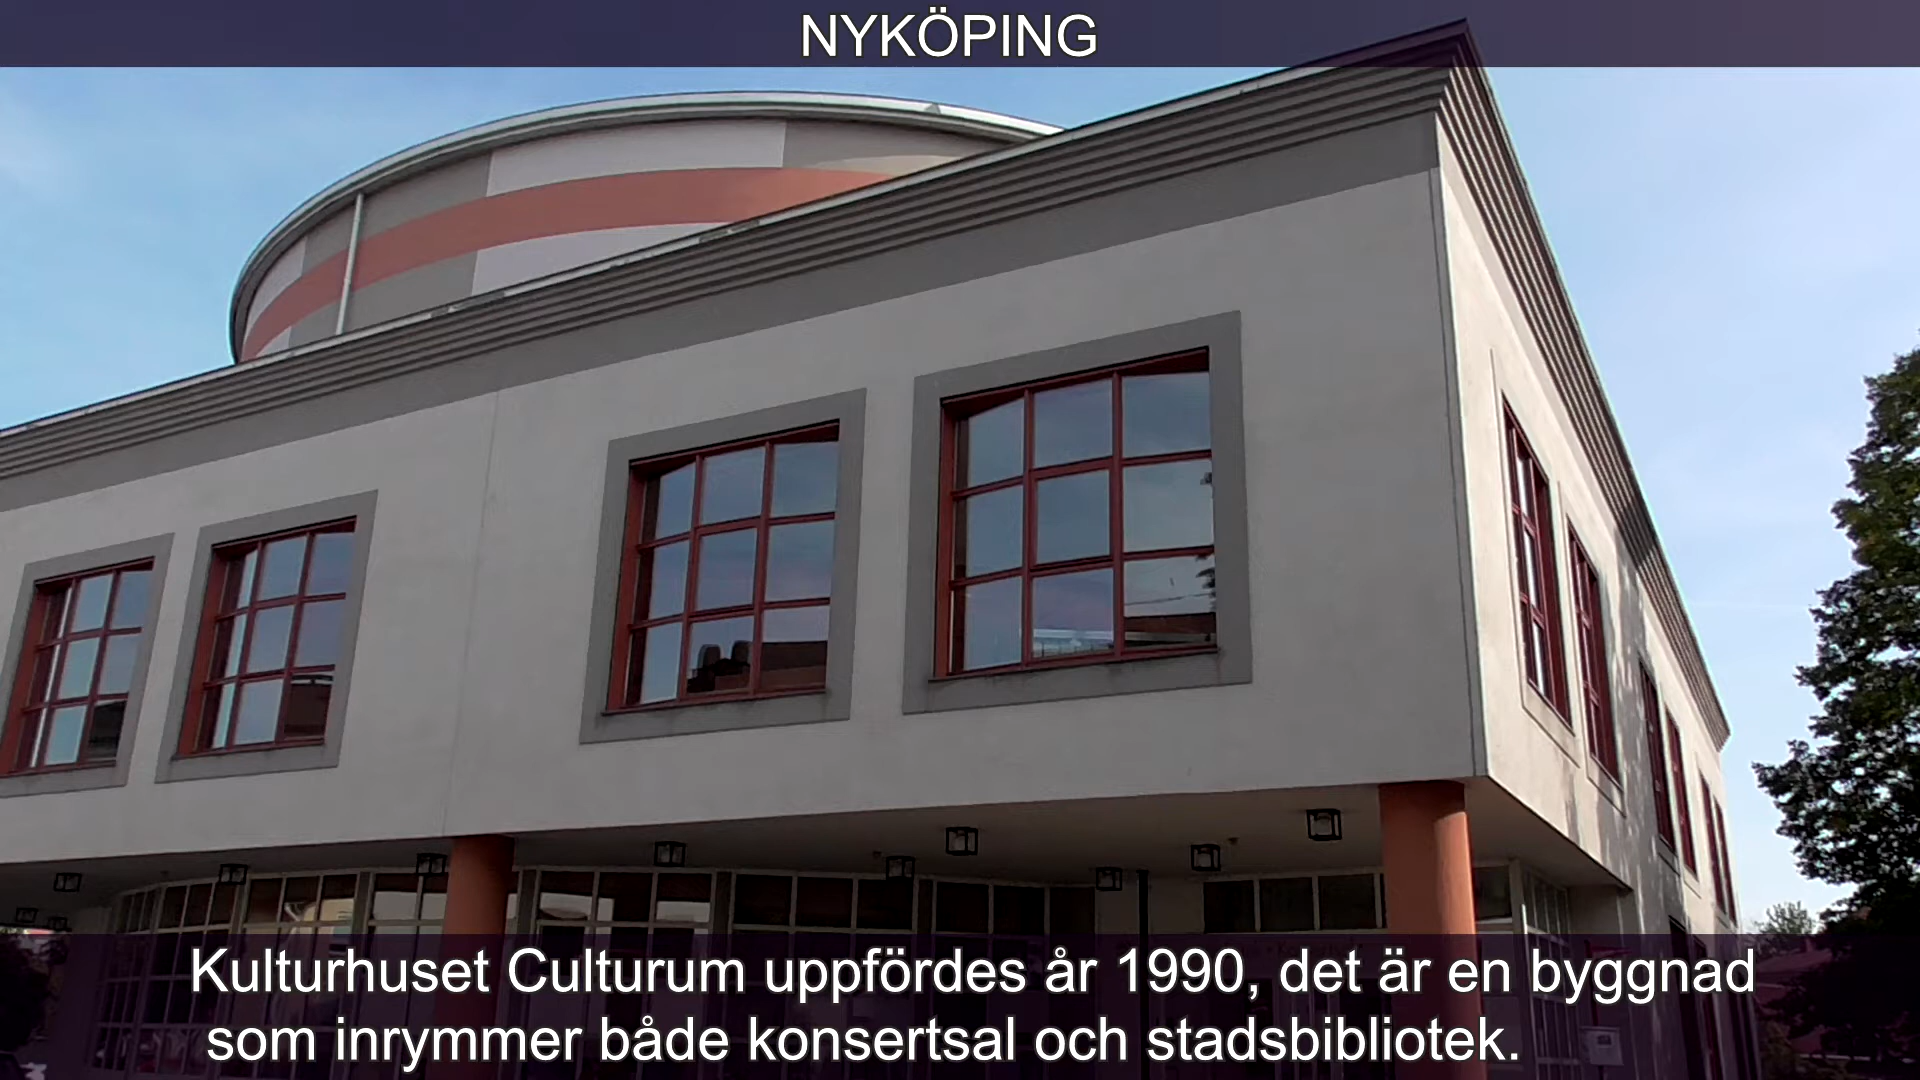 NYKÖPING
Kulturhuset Culturum uppfördes år 1990, det är en byggnad
som inrymmer både konsertsal och stadsbibliotek.